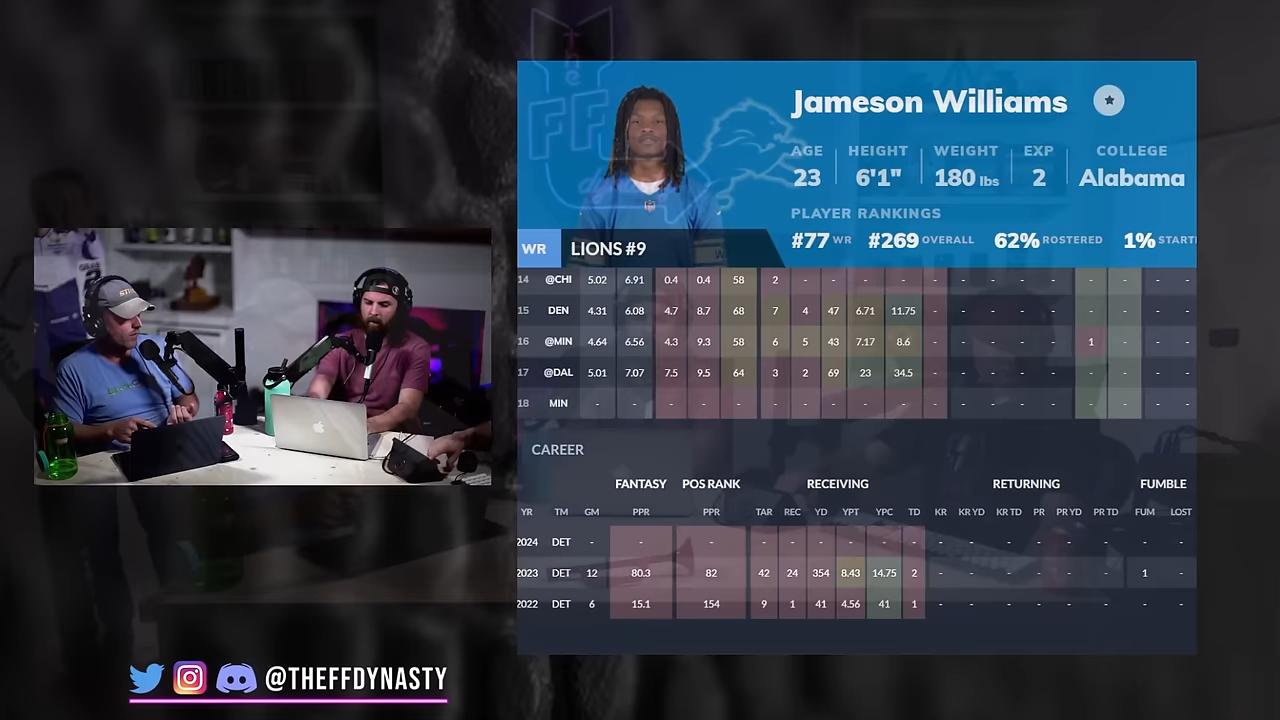 Jameson Williams
AGE HEIGHT WEIGHT EXP COLLEGE
23 6'1" 180 lbs 2 Alabama
PLAYER RANKINGS
#77 WR #269 OVERALL 62% ROSTERED 1% START
WR LIONS #9
14 @CHI 5.02 6.91 0.4 0.4 58 2 - - - - - - - - - - - - - - -
15 DEN 4.31 6.08 4.7 8.7 68 7 4 47 6.71 11.75 - - - - - - - - - - -
16 @MIN 4.64 6.56 4.3 9.3 58 6 5 43 7.17 8.6 - - - - - 1 - - -
17 @DAL 5.01 7.07 7.5 9.5 64 3 2 69 23 34.5 - - - - - - - - -
18 MIN - - - - - - - - - - - - - - - - - - -
CAREER
FANTASY POS RANK RECEIVING RETURNING FUMBLE
YR TM GM PPR PPR TAR REC YD YPT YPC TD KR KR YD KR TD PR PR YD PR TD FUM LOST
2024 DET - - - - - - - - - - - - - - - - -
2023 DET 12 80.3 82 42 24 354 8.43 14.75 2 - - - - - - 1 -
2022 DET 6 15.1 154 9 1 41 4.56 41 1 - - - - - - - -
The
FF
@THEFFDYNASTY